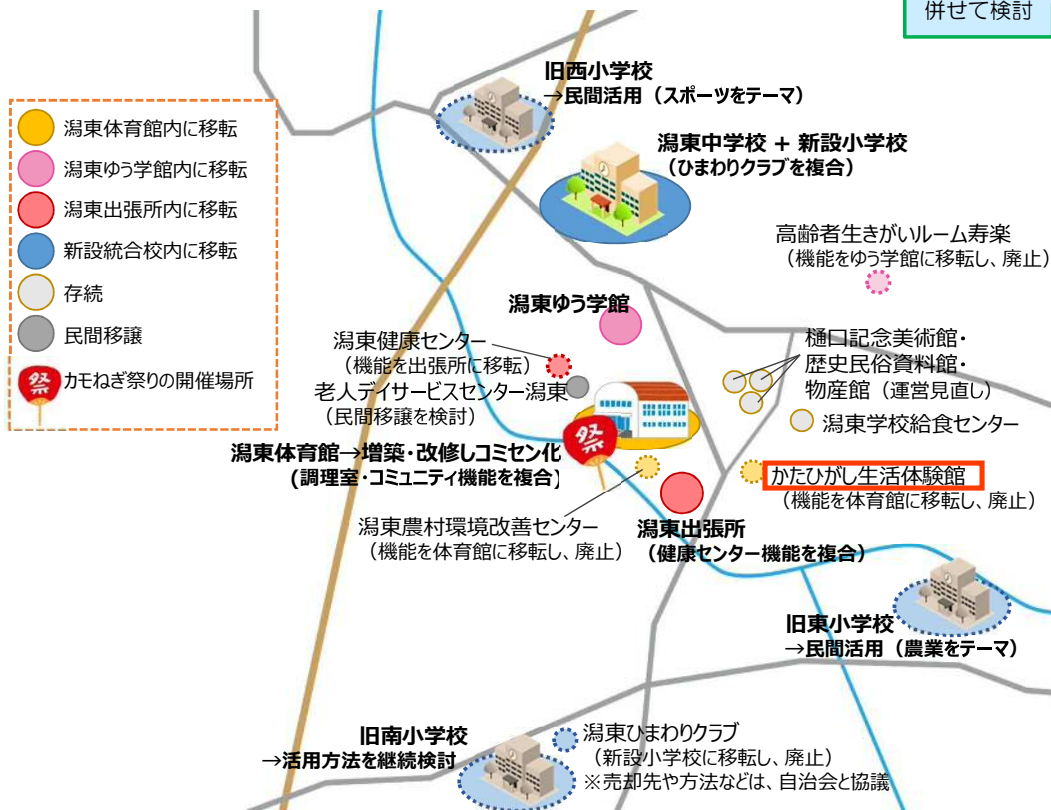 併せて検討
旧西小学校
→民間活用（スポーツをテーマ）
潟東体育館内に移転
潟東ゆう学館内に移転
潟東出張所内に移転
新設統合校内に移転
存続
民間移譲
祭
カモねぎ祭りの開催場所
潟東中学校 + 新設小学校
（ひまわりクラブを複合）
高齢者生きがいルーム寿楽
（機能をゆう学館に移転し、廃止）
潟東ゆう学館
潟東健康センター
（機能を出張所に移転）
老人デイサービスセンター潟東
（民間移譲を検討）
樋口記念美術館・
歴史民俗資料館・
物産館（運営見直し）
潟東学校給食センター
祭
潟東体育館→増築・改修しコミセン化
（調理室・コミュニティ機能を複合）
かたひがし生活体験館
（機能を体育館に移転し、廃止）
潟東農村環境改善センター
（機能を体育館に移転し、廃止）
潟東出張所
（健康センター機能を複合）
旧東小学校
→民間活用（農業をテーマ）
旧南小学校
→活用方法を継続検討
潟東ひまわりクラブ
（新設小学校に移転し、廃止）
※売却先や方法などは、自治会と協議